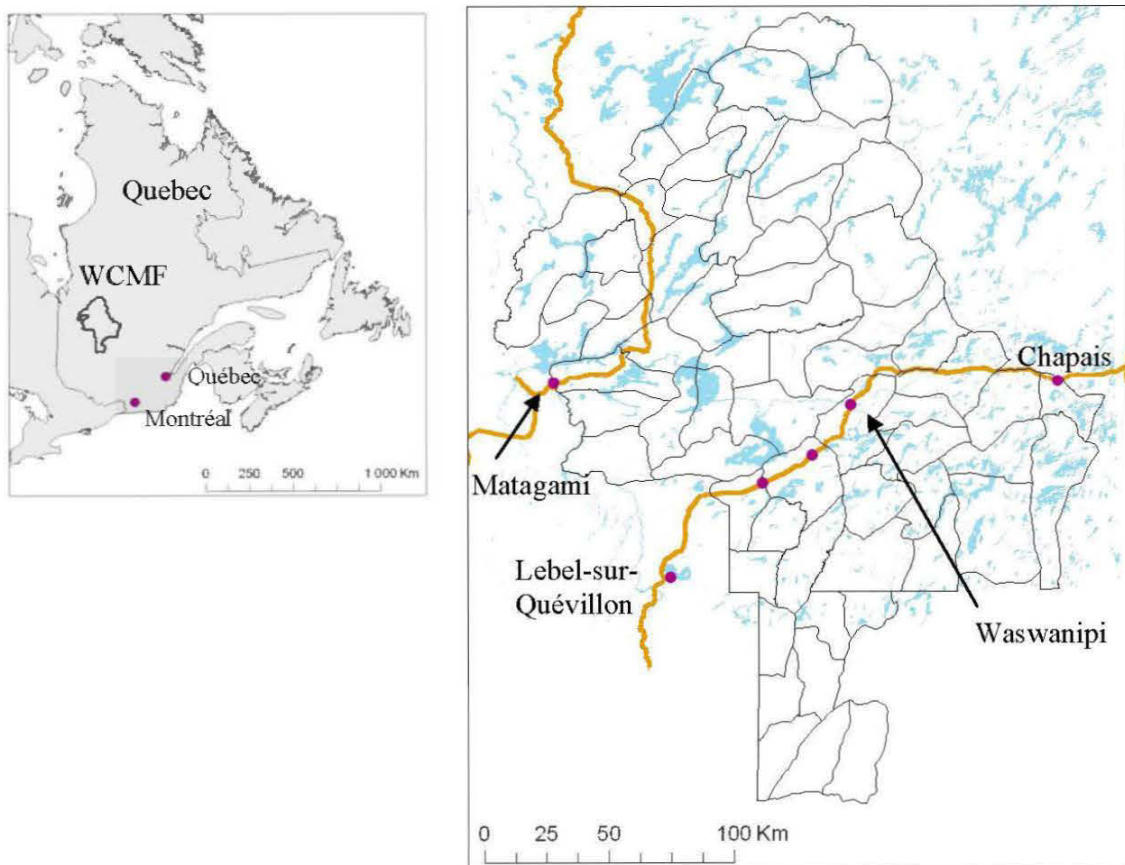 Quebec
WCMF
Québec
Montréal
0 250 500 1 000 Km
Chapais
Matagami
Lebel-sur-
Quévillon
Waswanipi
0 25 50 100 Km